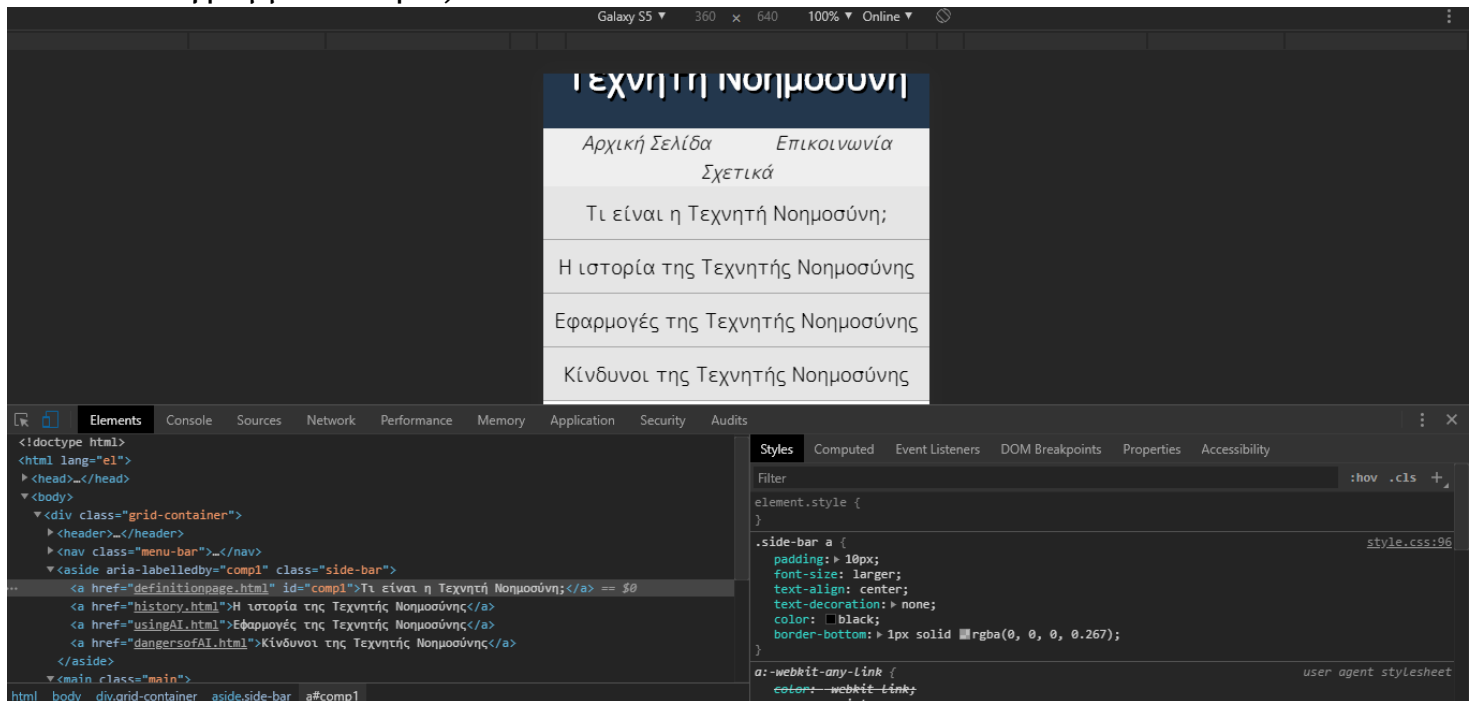 Galaxy S5 ▼ 360 × 640 100% ▼ Online ▼
Τεχνητή Νοημοσύνη
Αρχική Σελίδα Επικοινωνία
Σχετικά
Τι είναι η Τεχνητή Νοημοσύνη;
Η ιστορία της Τεχνητής Νοημοσύνης
Εφαρμογές της Τεχνητής Νοημοσύνης
Κίνδυνοι της Τεχνητής Νοημοσύνης
Elements Console Sources Network Performance Memory Application Security Audits
<!doctype html>
<html lang="el">
▶<head>…</head>
▼<body>
▼<div class="grid-container">
▶<header>…</header>
▶<nav class="menu-bar">…</nav>
▼<aside aria-labelledby="comp1" class="side-bar">
<a href="definitionpage.html" id="comp1">Τι είναι η Τεχνητή Νοημοσύνη;</a> == $0
<a href="history.html">Η ιστορία της Τεχνητής Νοημοσύνης</a>
<a href="usingAI.html">Εφαρμογές της Τεχνητής Νοημοσύνης</a>
<a href="dangersofAI.html">Κίνδυνοι της Τεχνητής Νοημοσύνης</a>
</aside>
▼<main class="main">
html body div.grid-container aside.side-bar a#comp1
Styles Computed Event Listeners DOM Breakpoints Properties Accessibility
Filter :hov .cls +
element.style {
}
.side-bar a { style.css:96
padding:▶ 10px;
font-size: larger;
text-align: center;
text-decoration:▶ none;
color: black;
border-bottom:▶ 1px solid rgba(0, 0, 0, 0.267);
}
a:-webkit-any-link { user agent stylesheet
color: -webkit-link;